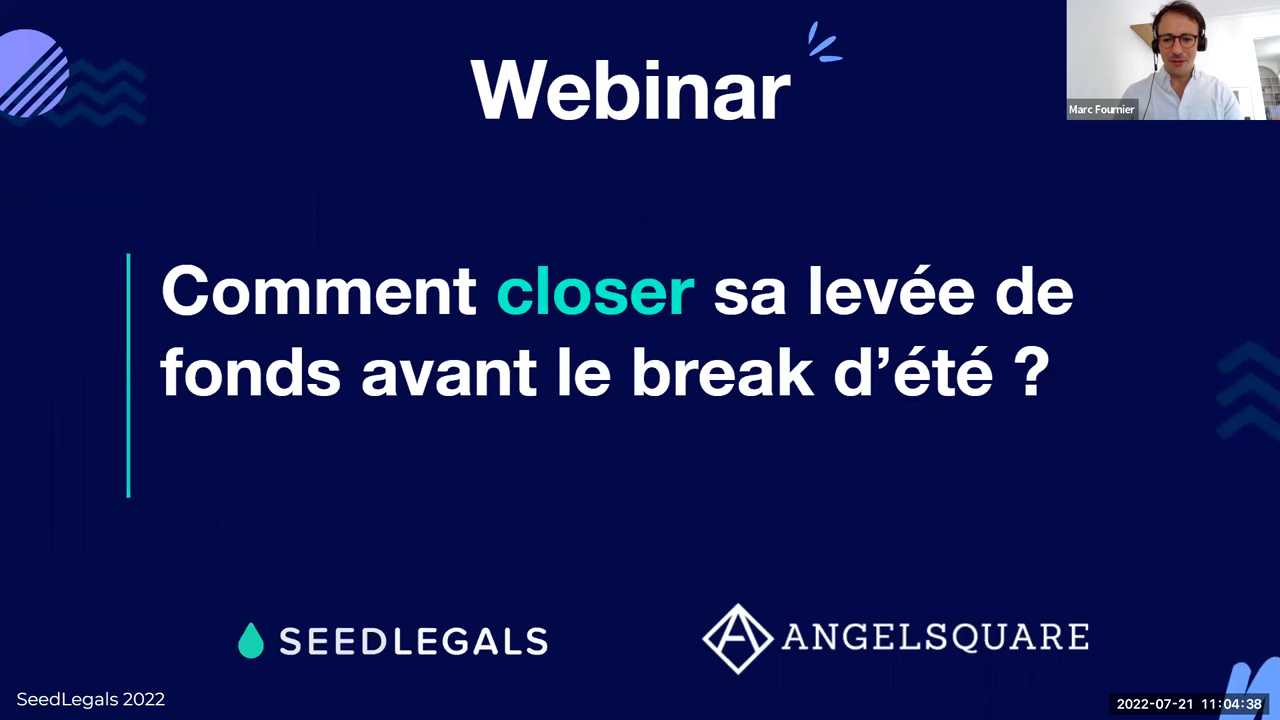 Webinar
Marc Fournier
Comment closer sa levée de
fonds avant le break d’été ?
SEEDLEGALS
ANGELSQUARE
SeedLegals 2022
2022-07-21 11:04:38